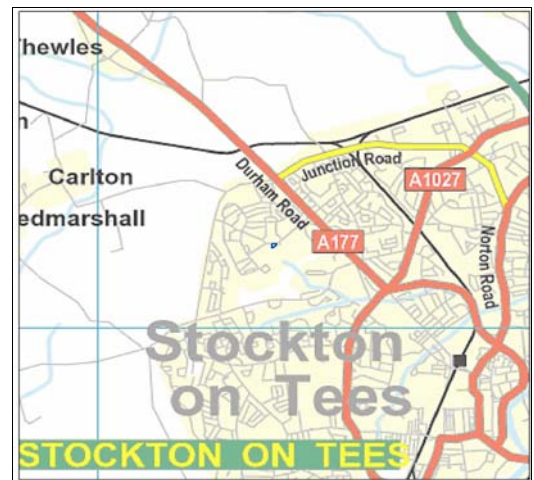 Thewles
Junction Road
Durham Road
A1027
Carlton
edmarshall
A177
Norton Road
Stockton
on Tees
STOCKTON ON TEES